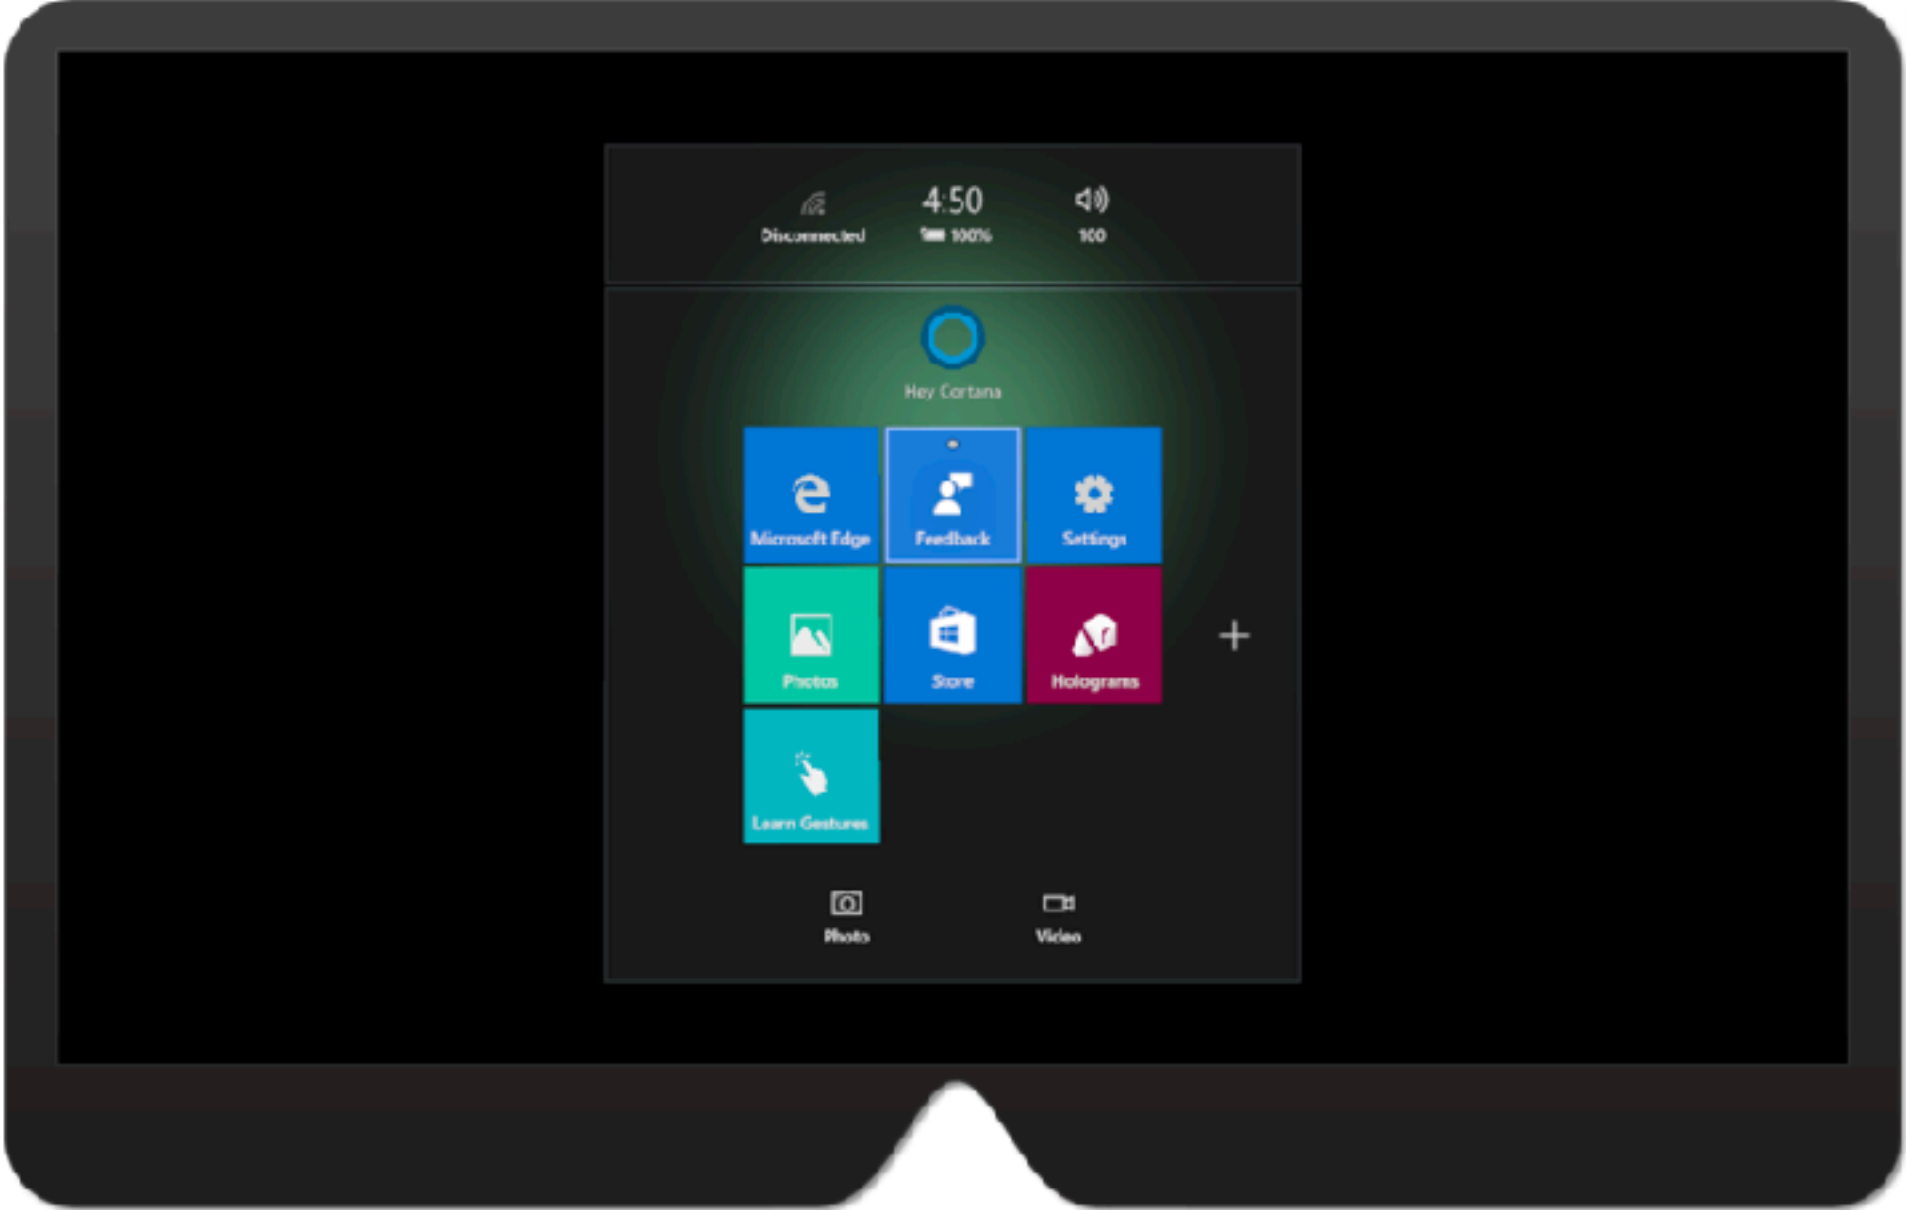 4:50
Disconnected 100% 100
Hey Cortana
Microsoft Edge Feedback Settings
Photos Store Holograms
Learn Gestures
Photo Video